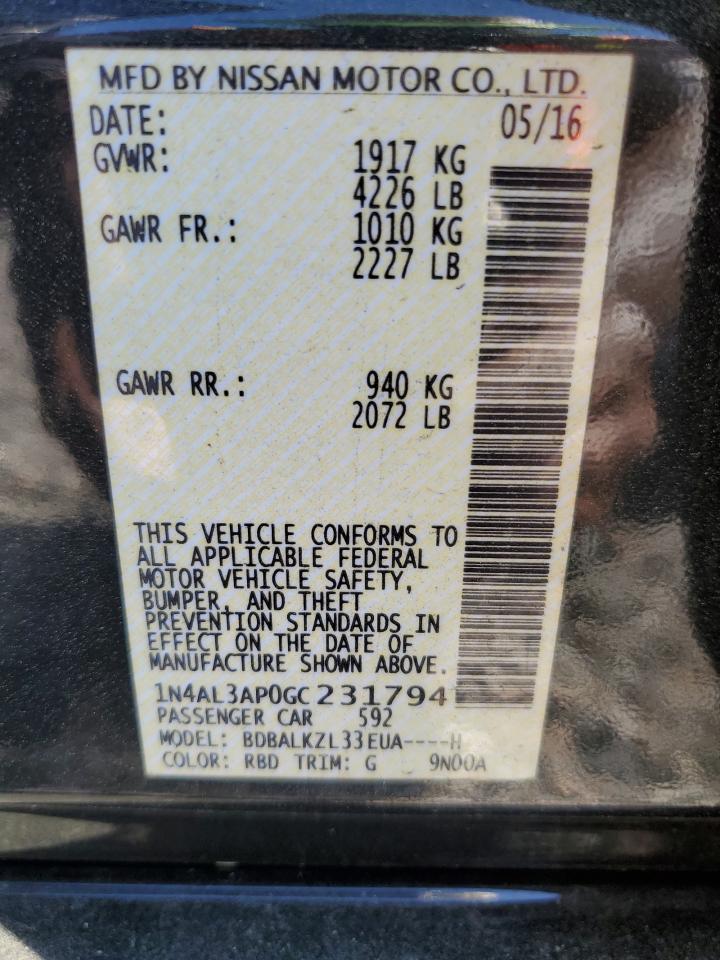 MFD BY NISSAN MOTOR CO., LTD.
DATE: 05/16
GVWR: 1917 KG
4226 LB
GAWR FR.: 1010 KG
2227 LB
GAWR RR.: 940 KG
2072 LB
THIS VEHICLE CONFORMS TO
ALL APPLICABLE FEDERAL
MOTOR VEHICLE SAFETY,
BUMPER, AND THEFT
PREVENTION STANDARDS IN
EFFECT ON THE DATE OF
MANUFACTURE SHOWN ABOVE.
1N4AL3AP0GC231794
PASSENGER CAR 592
MODEL: BDBALKZL33EUA----H
COLOR: RBD TRIM: G 9N00A